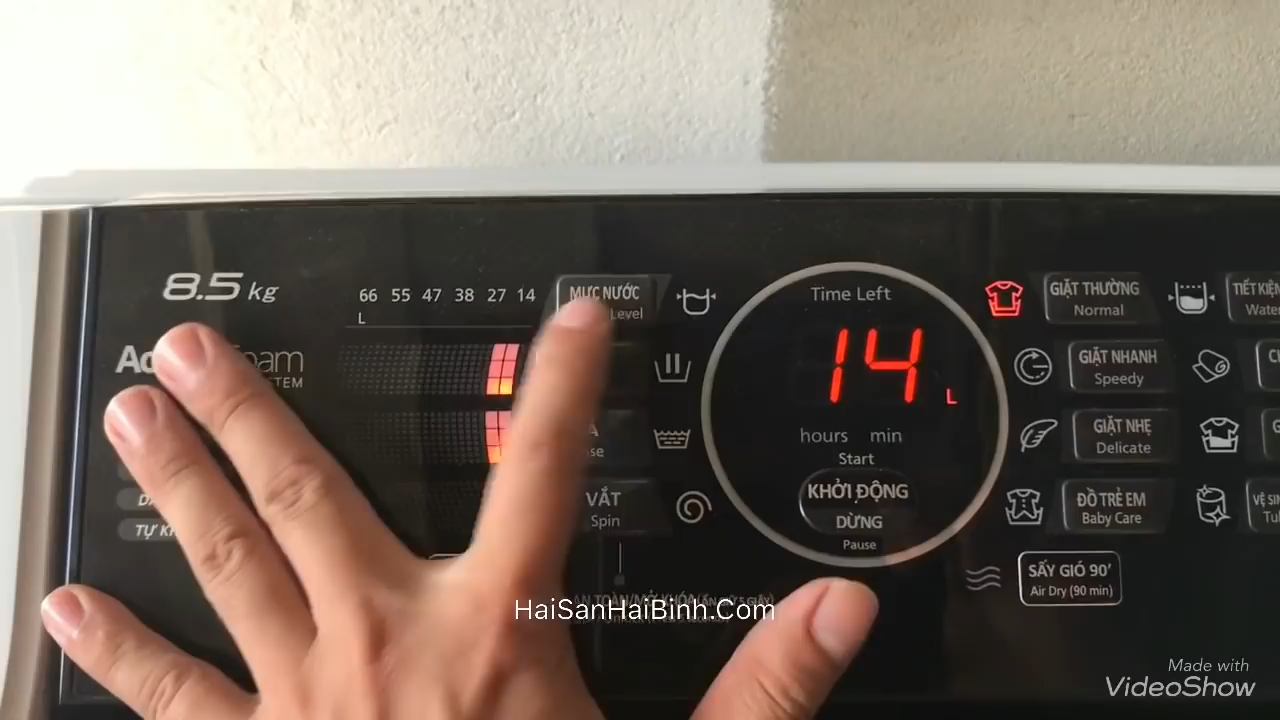 8.5 kg
66 55 47 38 27 14
L
MỰC NƯỚC
Level
Time Left
14 L
hours min
Start
KHỞI ĐỘNG
DỪNG
Pause
VẮT
Spin
GIẶT THƯỜNG
Normal
GIẶT NHANH
Speedy
GIẶT NHẸ
Delicate
ĐỒ TRẺ EM
Baby Care
SẤY GIÓ 90’
Air Dry (90 min)
TIẾT KIỆM
Water
HaiSanHaiBinh.Com
Made with
VideoShow